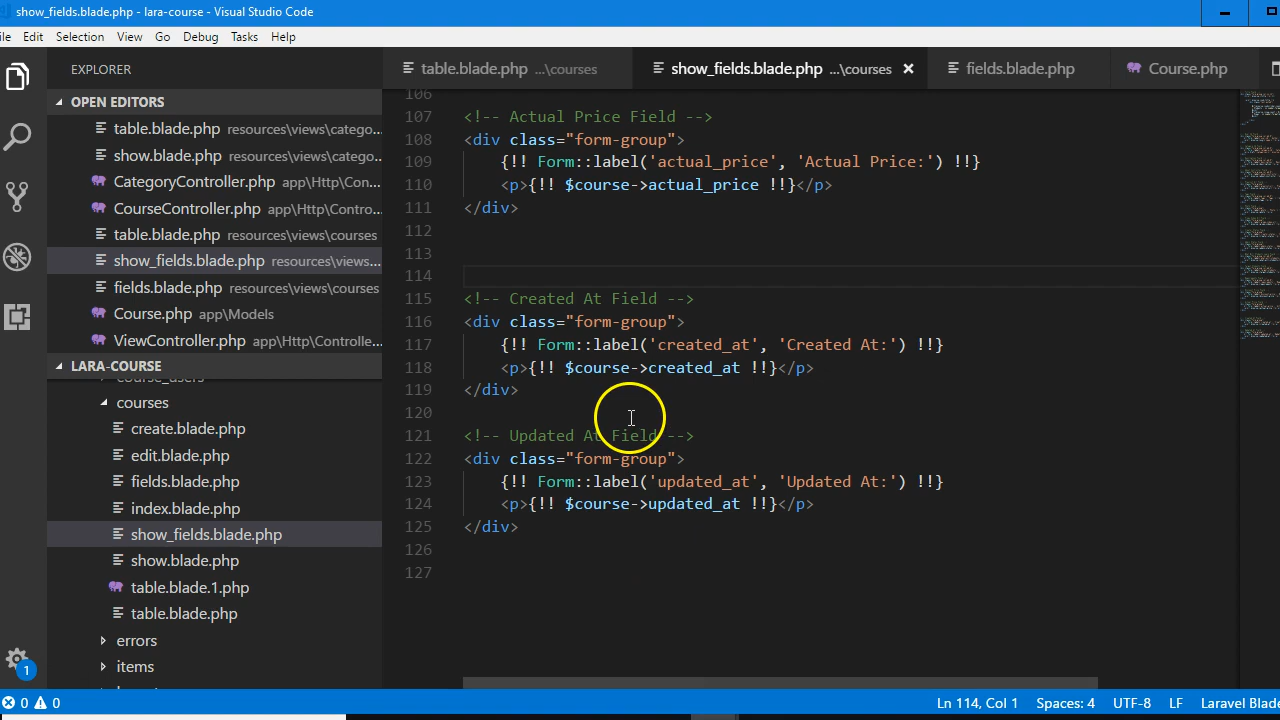 show_fields.blade.php - lara-course - Visual Studio Code
Edit Selection View Go Debug Tasks Help
EXPLORER
table.blade.php ...\courses
show_fields.blade.php ...\courses
fields.blade.php
Course.php
OPEN EDITORS
table.blade.php resources\views\catego...
show.blade.php resources\views\catego...
CategoryController.php app\Http\Con...
CourseController.php app\Http\Contro...
table.blade.php resources\views\courses
show_fields.blade.php resources\views...
fields.blade.php resources\views\courses
Course.php app\Models
ViewController.php app\Http\Controlle...
LARA-COURSE
course_users
courses
create.blade.php
edit.blade.php
fields.blade.php
index.blade.php
show_fields.blade.php
show.blade.php
table.blade.1.php
table.blade.php
errors
items
106
107 <!-- Actual Price Field -->
108 <div class="form-group">
109 {!! Form::label('actual_price', 'Actual Price:') !!}
110 <p>{!! $course->actual_price !!}</p>
111 </div>
112
113
114
115 <!-- Created At Field -->
116 <div class="form-group">
117 {!! Form::label('created_at', 'Created At:') !!}
118 <p>{!! $course->created_at !!}</p>
119 </div>
120
121 <!-- Updated At Field -->
122 <div class="form-group">
123 {!! Form::label('updated_at', 'Updated At:') !!}
124 <p>{!! $course->updated_at !!}</p>
125 </div>
126
127
1
0 0
Ln 114, Col 1 Spaces: 4 UTF-8 LF Laravel Blade